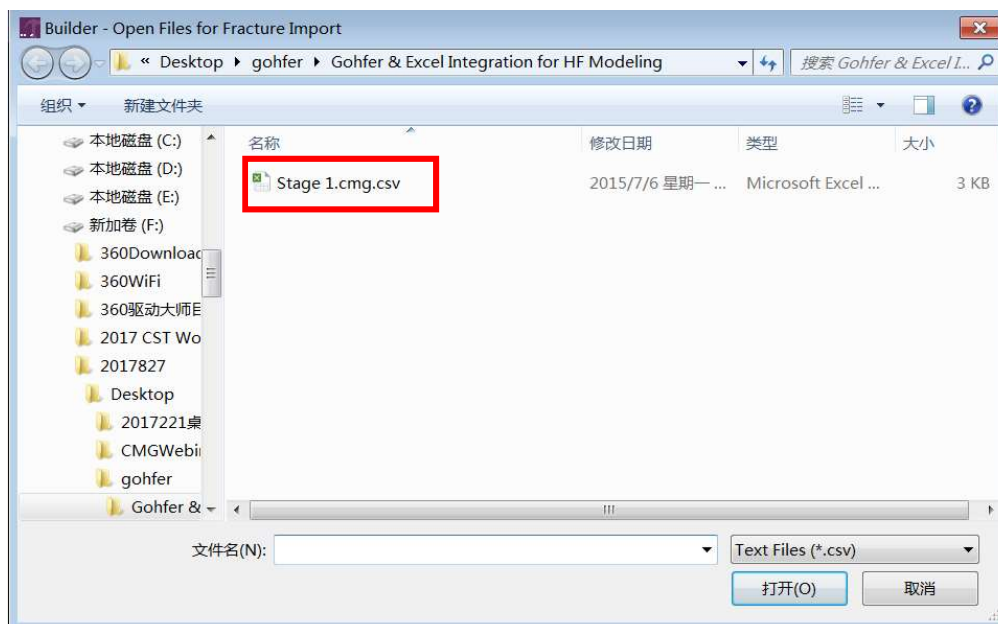 Builder - Open Files for Fracture Import
« Desktop ▸ gohfer ▸ Gohfer & Excel Integration for HF Modeling
搜索 Gohfer & Excel I...
组织 新建文件夹
本地磁盘 (C:)
本地磁盘 (D:)
本地磁盘 (E:)
新加卷 (F:)
360Downloac
360WiFi
360驱动大师目
2017 CST Wo
2017827
Desktop
2017221桌
CMGWebii
gohfer
Gohfer &
名称 修改日期 类型 大小
Stage 1.cmg.csv 2015/7/6 星期一 ... Microsoft Excel ... 3 KB
文件名(N): Text Files (*.csv)
打开(O) 取消